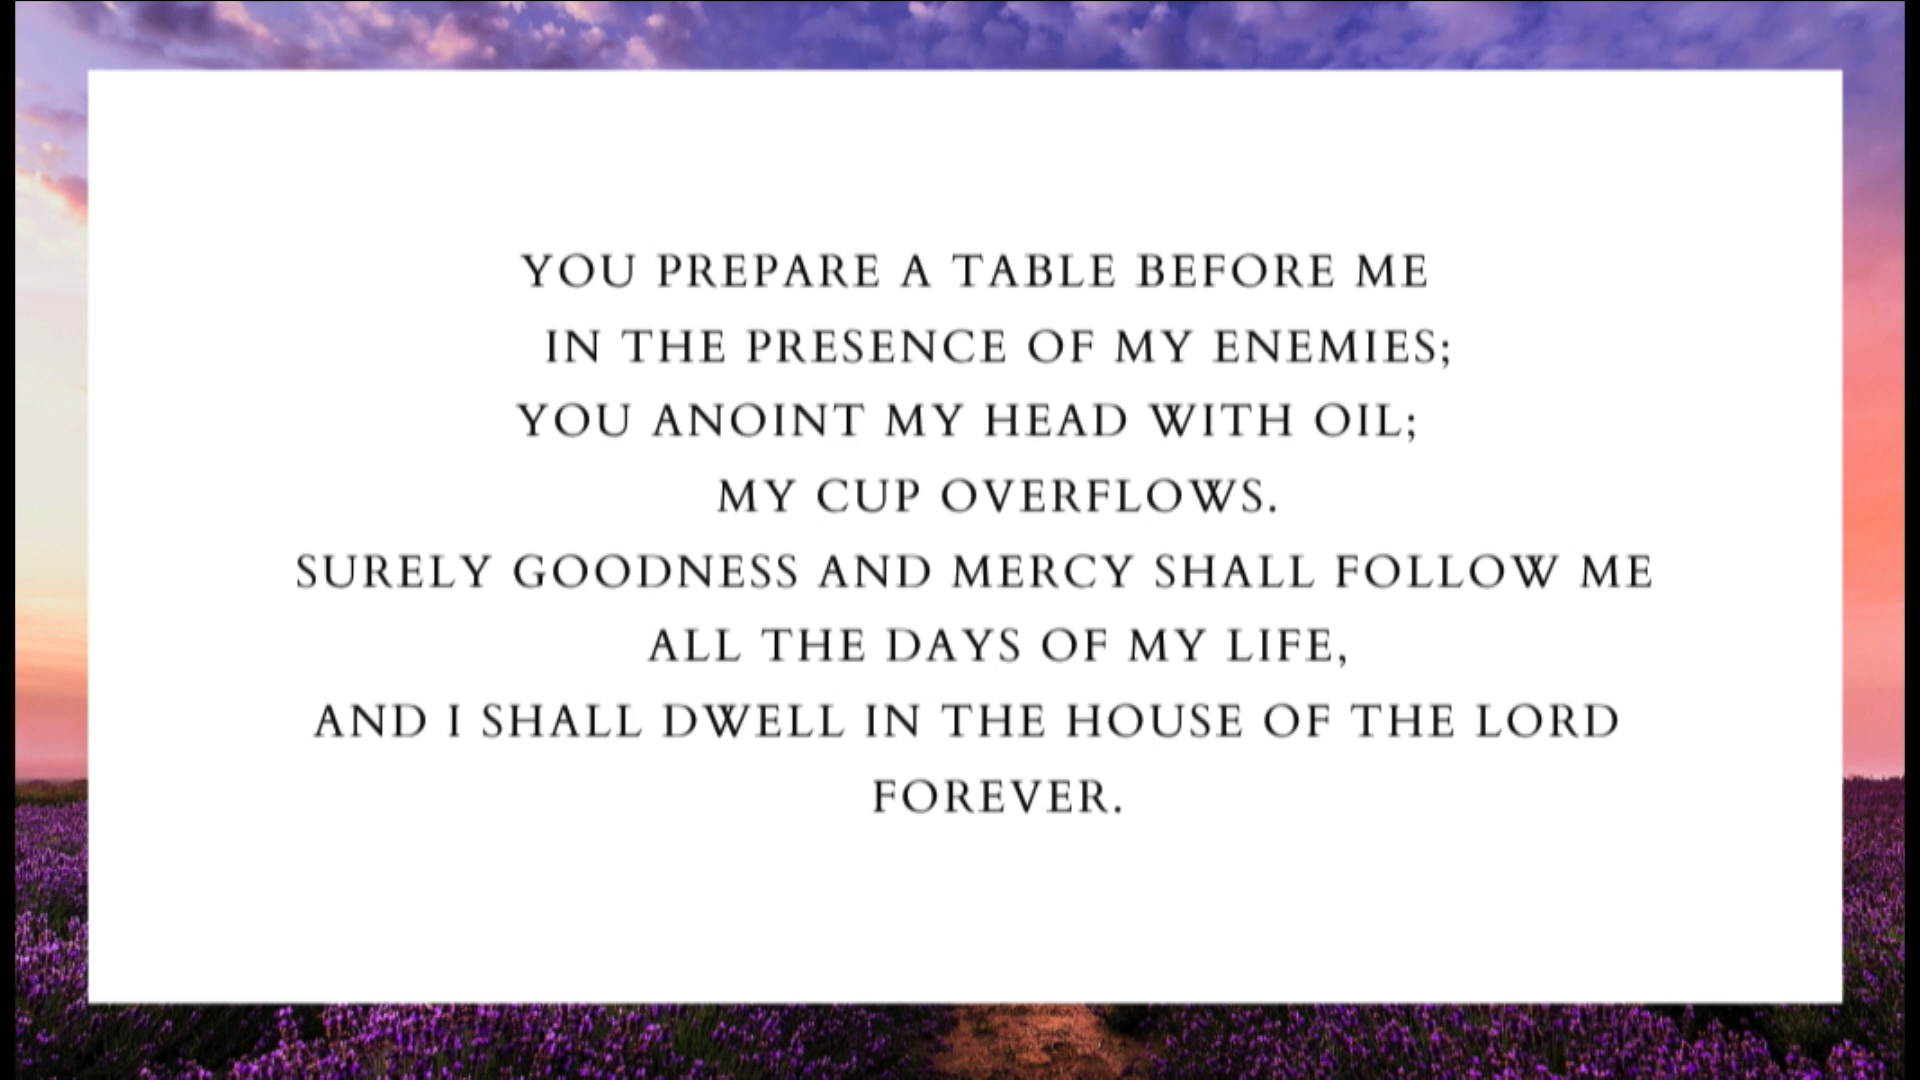 YOU PREPARE A TABLE BEFORE ME
IN THE PRESENCE OF MY ENEMIES;
YOU ANOINT MY HEAD WITH OIL;
MY CUP OVERFLOWS.
SURELY GOODNESS AND MERCY SHALL FOLLOW ME
ALL THE DAYS OF MY LIFE,
AND I SHALL DWELL IN THE HOUSE OF THE LORD
FOREVER.